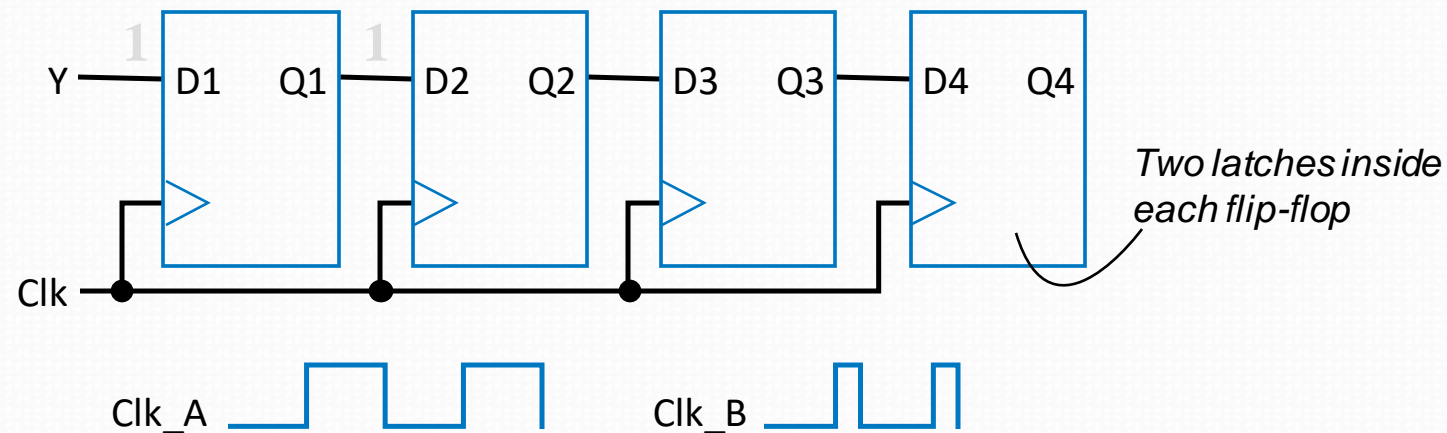 1 1
Y D1 Q1 D2 Q2 D3 Q3 D4 Q4
Two latches inside
each flip-flop
Clk
Clk_A Clk_B